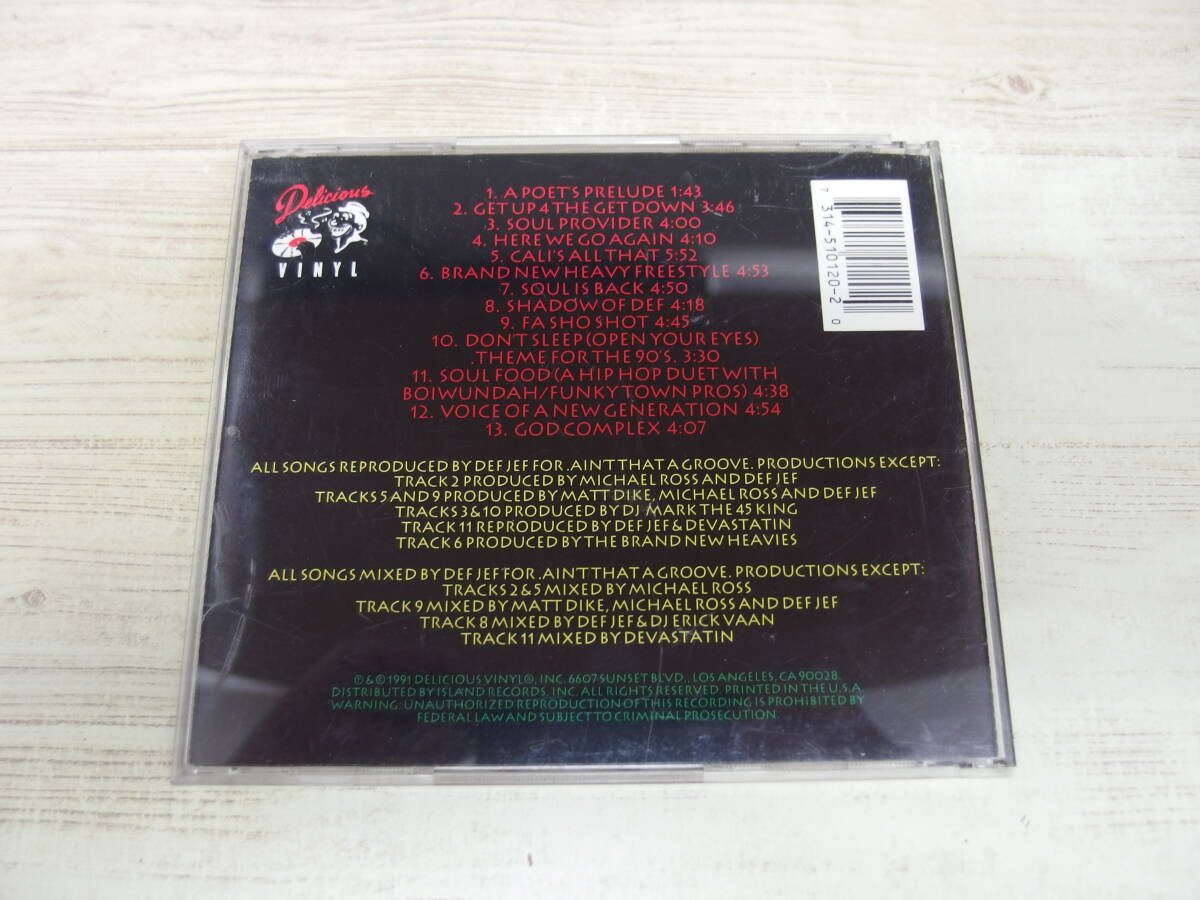 Delicious
VINYL
1. A POET'S PRELUDE 1:43
2. GET UP 4 THE GET DOWN 3:46
3. SOUL PROVIDER 4:00
4. HERE WE GO AGAIN 4:10
5. CALI'S ALL THAT 5:52
6. BRAND NEW HEAVY FREESTYLE 4:53
7. SOUL IS BACK 4:50
8. SHADOW OF DEF 4:18
9. FA SHO SHOT 4:45
10. DON'T SLEEP (OPEN YOUR EYES)
.THEME FOR THE 90'S. 3:30
11. SOUL FOOD (A HIP HOP DUET WITH
BOIWUNDAH/FUNKY TOWN PROS) 4:38
12. VOICE OF A NEW GENERATION 4:54
13. GOD COMPLEX 4:07
7 314-510120-2 0
ALL SONGS REPRODUCED BY DEF JEF FOR .AIN'T THAT A GROOVE. PRODUCTIONS EXCEPT:
TRACK 2 PRODUCED BY MICHAEL ROSS AND DEF JEF
TRACKS 5 AND 9 PRODUCED BY MATT DIKE, MICHAEL ROSS AND DEF JEF
TRACKS 3 & 10 PRODUCED BY DJ MARK THE 45 KING
TRACK 11 REPRODUCED BY DEF JEF & DEVASTATIN
TRACK 6 PRODUCED BY THE BRAND NEW HEAVIES
ALL SONGS MIXED BY DEF JEF FOR .AIN'T THAT A GROOVE. PRODUCTIONS EXCEPT:
TRACKS 2 & 5 MIXED BY MICHAEL ROSS
TRACK 9 MIXED BY MATT DIKE, MICHAEL ROSS AND DEF JEF
TRACK 8 MIXED BY DEF JEF & DJ ERICK VAAN
TRACK 11 MIXED BY DEVASTATIN
℗ & © 1991 DELICIOUS VINYL®, INC. 6607 SUNSET BLVD., LOS ANGELES, CA 90028.
DISTRIBUTED BY ISLAND RECORDS, INC. ALL RIGHTS RESERVED. PRINTED IN THE U.S.A.
WARNING: UNAUTHORIZED REPRODUCTION OF THIS RECORDING IS PROHIBITED BY
FEDERAL LAW AND SUBJECT TO CRIMINAL PROSECUTION.